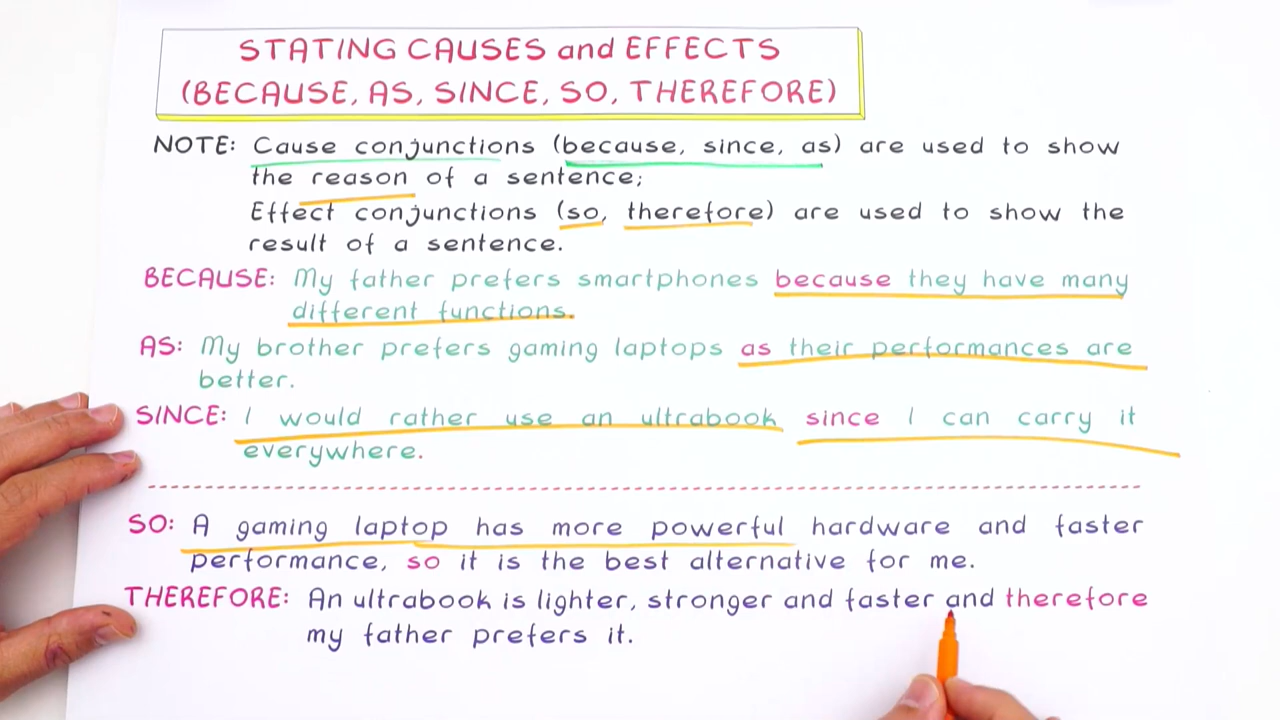 STATING CAUSES and EFFECTS
(BECAUSE, AS, SINCE, SO, THEREFORE)
NOTE: Cause conjunctions (because, since, as) are used to show
the reason of a sentence;
Effect conjunctions (so, therefore) are used to show the
result of a sentence.
BECAUSE: My father prefers smartphones because they have many
different functions.
AS: My brother prefers gaming laptops as their performances are
better.
SINCE: I would rather use an ultrabook since I can carry it
everywhere.
SO: A gaming laptop has more powerful hardware and faster
performance, so it is the best alternative for me.
THEREFORE: An ultrabook is lighter, stronger and faster and therefore
my father prefers it.